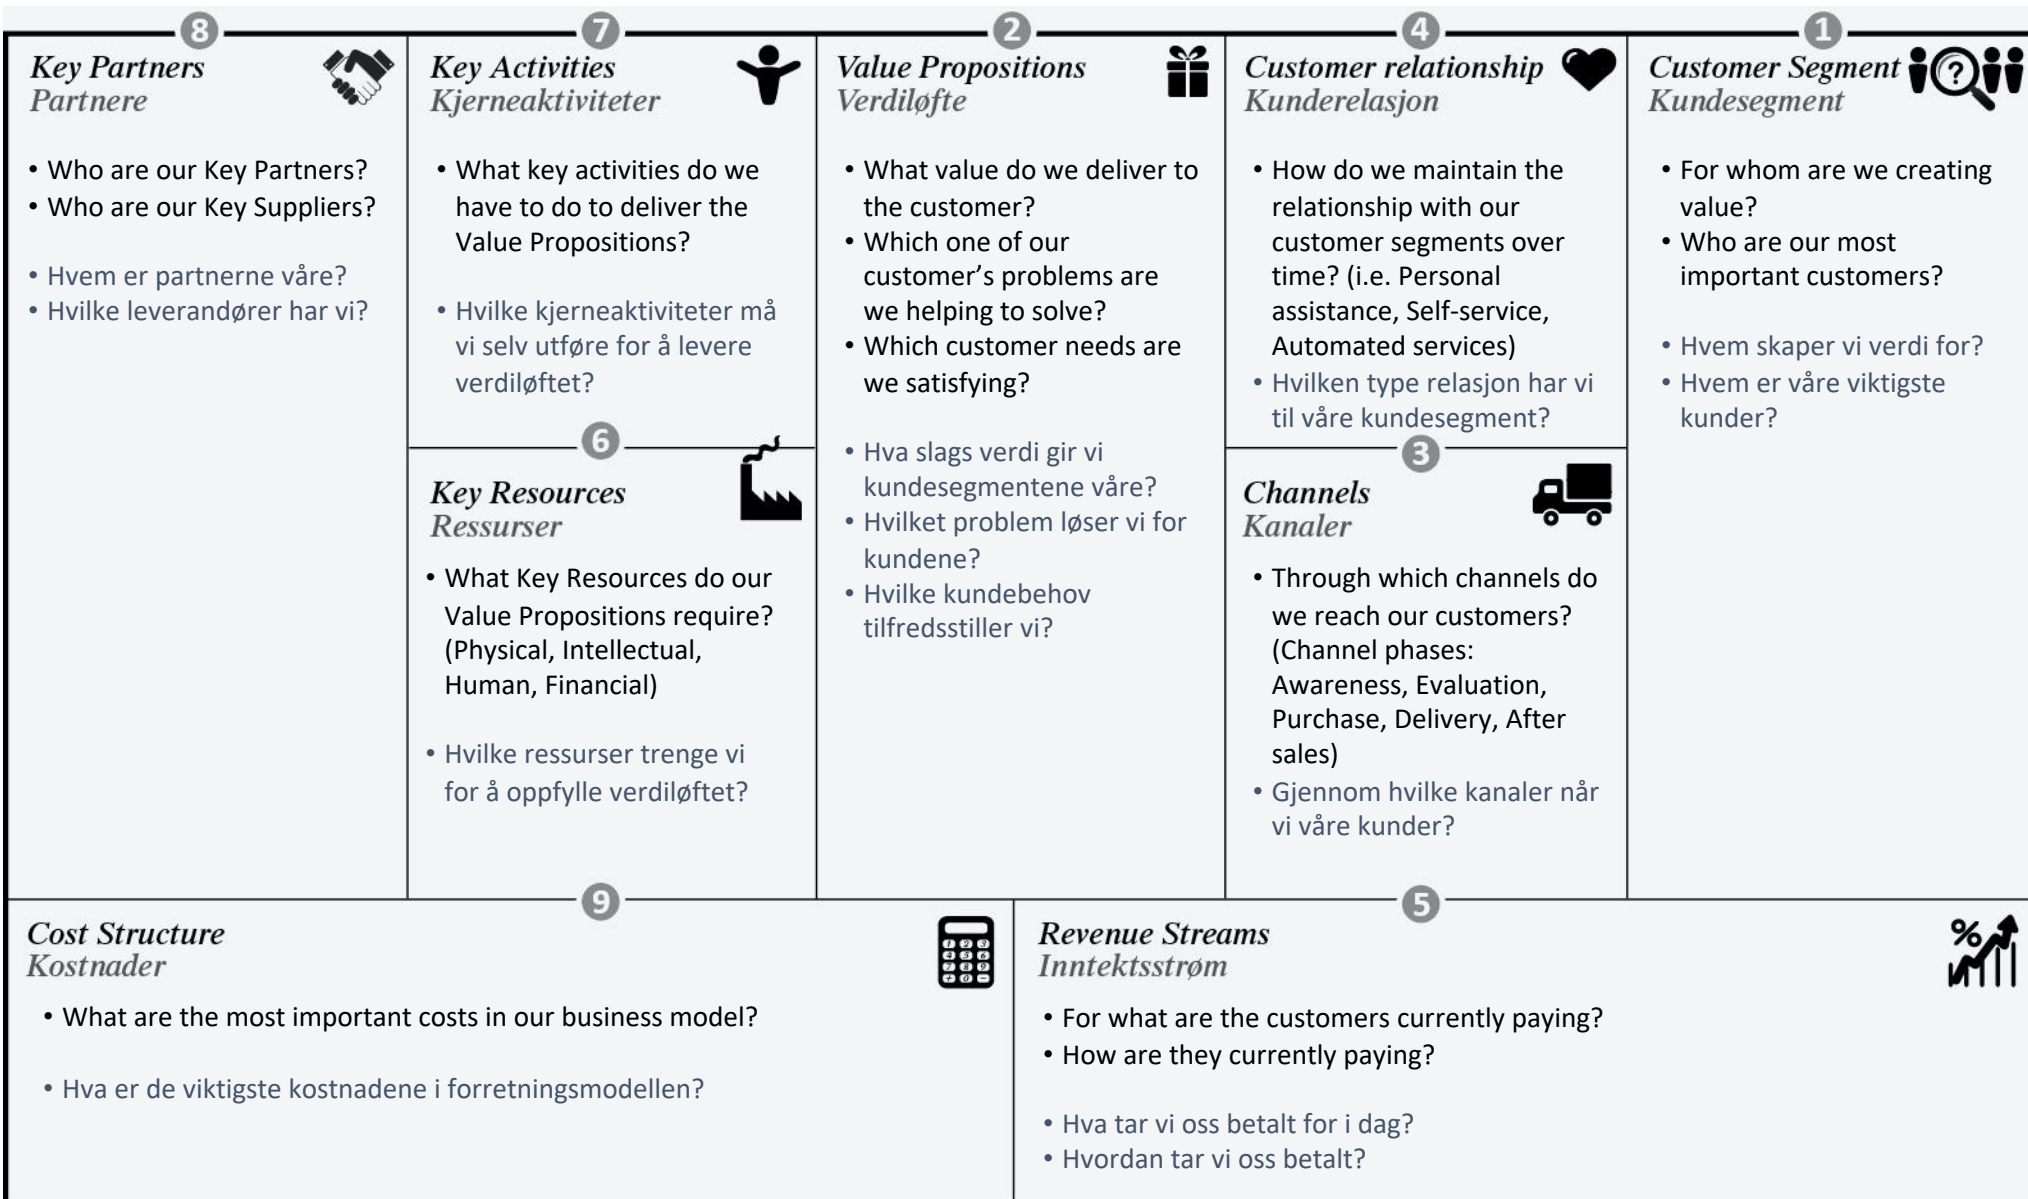 8
Key Partners
Partnere
• Who are our Key Partners?
• Who are our Key Suppliers?
• Hvem er partnerne våre?
• Hvilke leverandører har vi?
7
Key Activities
Kjerneaktiviteter
• What key activities do we
have to do to deliver the
Value Propositions?
• Hvilke kjerneaktiviteter må
vi selv utføre for å levere
verdiløftet?
6
Key Resources
Ressurser
• What Key Resources do our
Value Propositions require?
(Physical, Intellectual,
Human, Financial)
• Hvilke ressurser trenge vi
for å oppfylle verdiløftet?
2
Value Propositions
Verdiløfte
• What value do we deliver to
the customer?
• Which one of our
customer’s problems are
we helping to solve?
• Which customer needs are
we satisfying?
• Hva slags verdi gir vi
kundesegmentene våre?
• Hvilket problem løser vi for
kundene?
• Hvilke kundebehov
tilfredsstiller vi?
4
Customer relationship
Kunderelasjon
• How do we maintain the
relationship with our
customer segments over
time? (i.e. Personal
assistance, Self-service,
Automated services)
• Hvilken type relasjon har vi
til våre kundesegment?
3
Channels
Kanaler
• Through which channels do
we reach our customers?
(Channel phases:
Awareness, Evaluation,
Purchase, Delivery, After
sales)
• Gjennom hvilke kanaler når
vi våre kunder?
1
Customer Segment
?
Kundesegment
• For whom are we creating
value?
• Who are our most
important customers?
• Hvem skaper vi verdi for?
• Hvem er våre viktigste
kunder?
9
Cost Structure
Kostnader
1 2 3
4 5 6
7 8 9
+ 0 −
• What are the most important costs in our business model?
• Hva er de viktigste kostnadene i forretningsmodellen?
5
Revenue Streams
Inntektsstrøm
%
• For what are the customers currently paying?
• How are they currently paying?
• Hva tar vi oss betalt for i dag?
• Hvordan tar vi oss betalt?